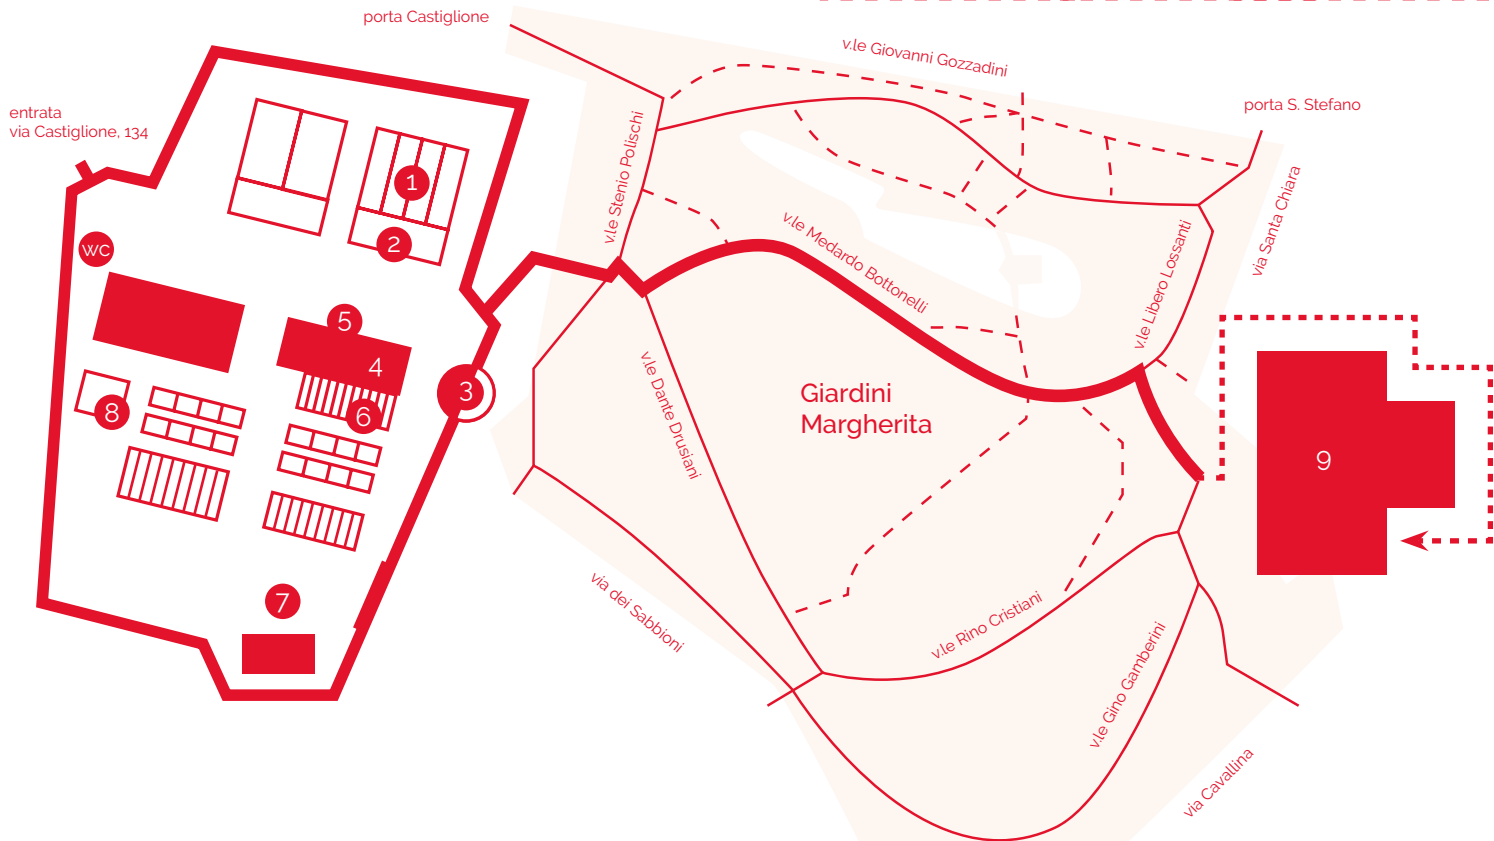 porta Castiglione
v.le Giovanni Gozzadini
entrata
via Castiglione, 134
porta S. Stefano
v.le Stenio Polischi
1
2
WC
v.le Medardo Bottonelli
via Santa Chiara
v.le Libero Lossanti
5
4
3
6
8
v.le Dante Drusiani
Giardini
Margherita
9
7
via dei Sabbioni
v.le Rino Cristiani
v.le Gino Gamberini
via Cavallina